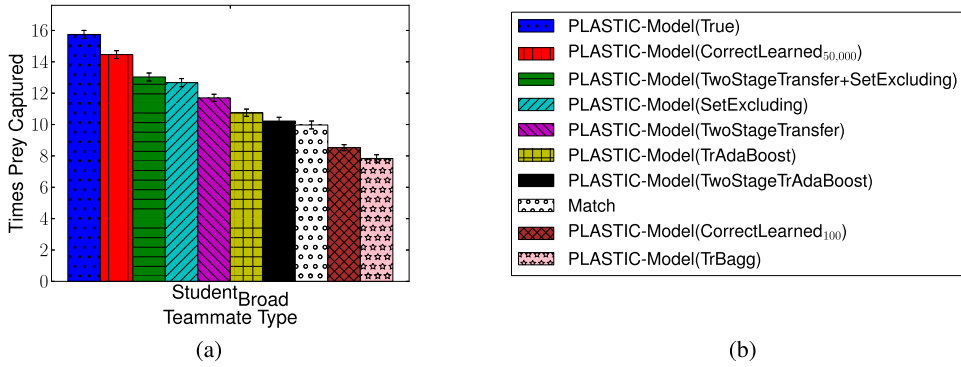 16
14
12
10
8
6
4
2
0
Times Prey Captured
Student Broad
Teammate Type
(a)
PLASTIC-Model(True)
PLASTIC-Model(CorrectLearned50,000)
PLASTIC-Model(TwoStageTransfer+SetExcluding)
PLASTIC-Model(SetExcluding)
PLASTIC-Model(TwoStageTransfer)
PLASTIC-Model(TrAdaBoost)
PLASTIC-Model(TwoStageTrAdaBoost)
Match
PLASTIC-Model(CorrectLearned100)
PLASTIC-Model(TrBagg)
(b)